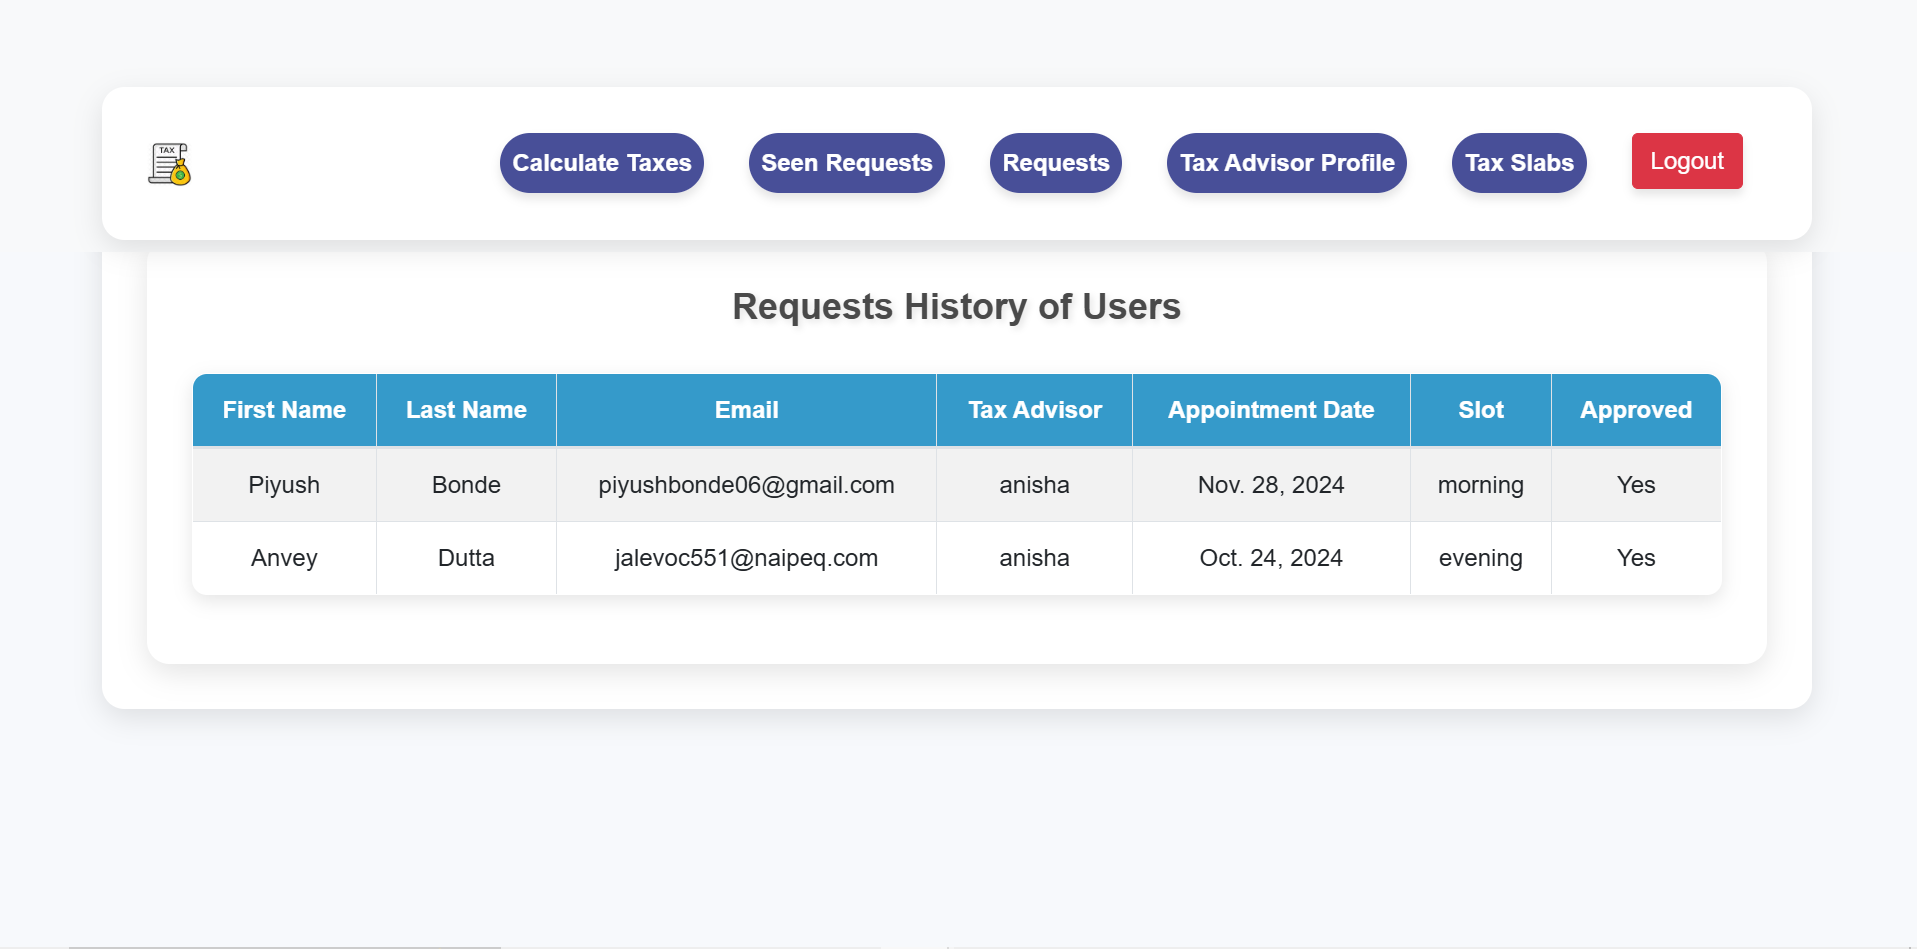 TAX
Calculate Taxes Seen Requests Requests Tax Advisor Profile Tax Slabs Logout
Requests History of Users
First Name Last Name Email Tax Advisor Appointment Date Slot Approved
Piyush Bonde piyushbonde06@gmail.com anisha Nov. 28, 2024 morning Yes
Anvey Dutta jalevoc551@naipeq.com anisha Oct. 24, 2024 evening Yes